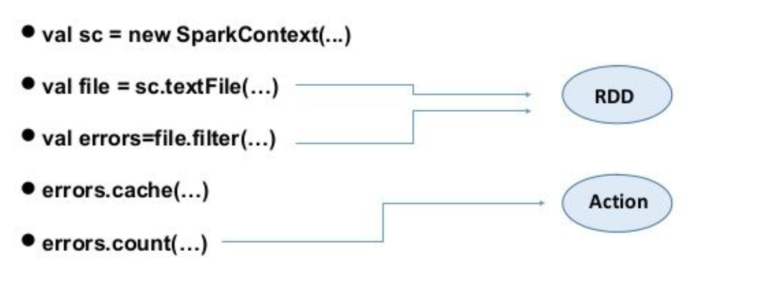 ● val sc = new SparkContext(...)
● val file = sc.textFile(...)
● val errors=file.filter(...)
● errors.cache(...)
● errors.count(...)
RDD
Action